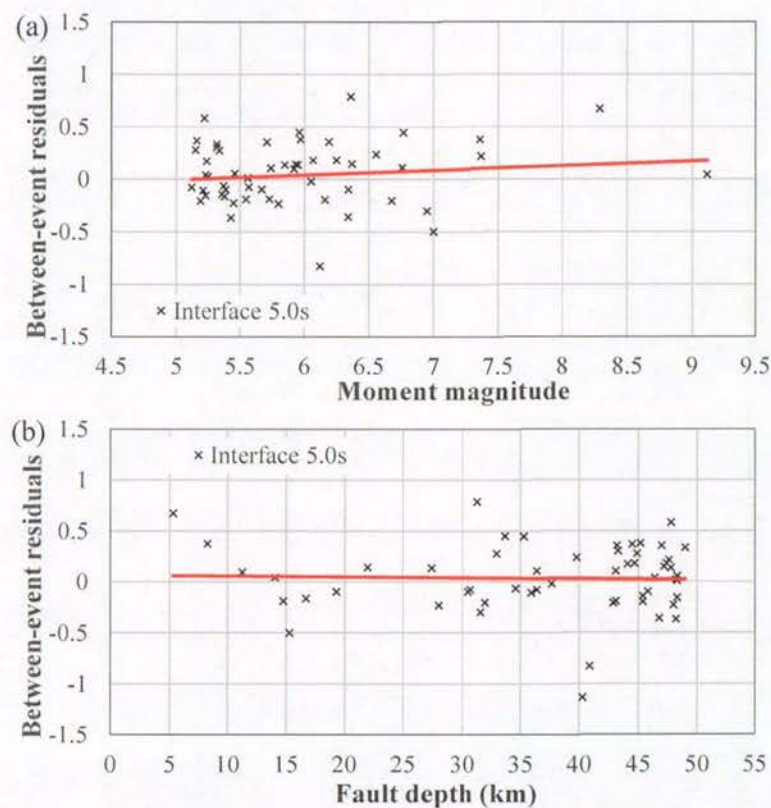 (a)
1.5
1
0.5
0
-0.5
-1
-1.5
Between-event residuals
× Interface 5.0s
4.5 5 5.5 6 6.5 7 7.5 8 8.5 9 9.5
Moment magnitude
(b)
1.5
1
0.5
0
-0.5
-1
-1.5
Between-event residuals
× Interface 5.0s
0 5 10 15 20 25 30 35 40 45 50 55
Fault depth (km)